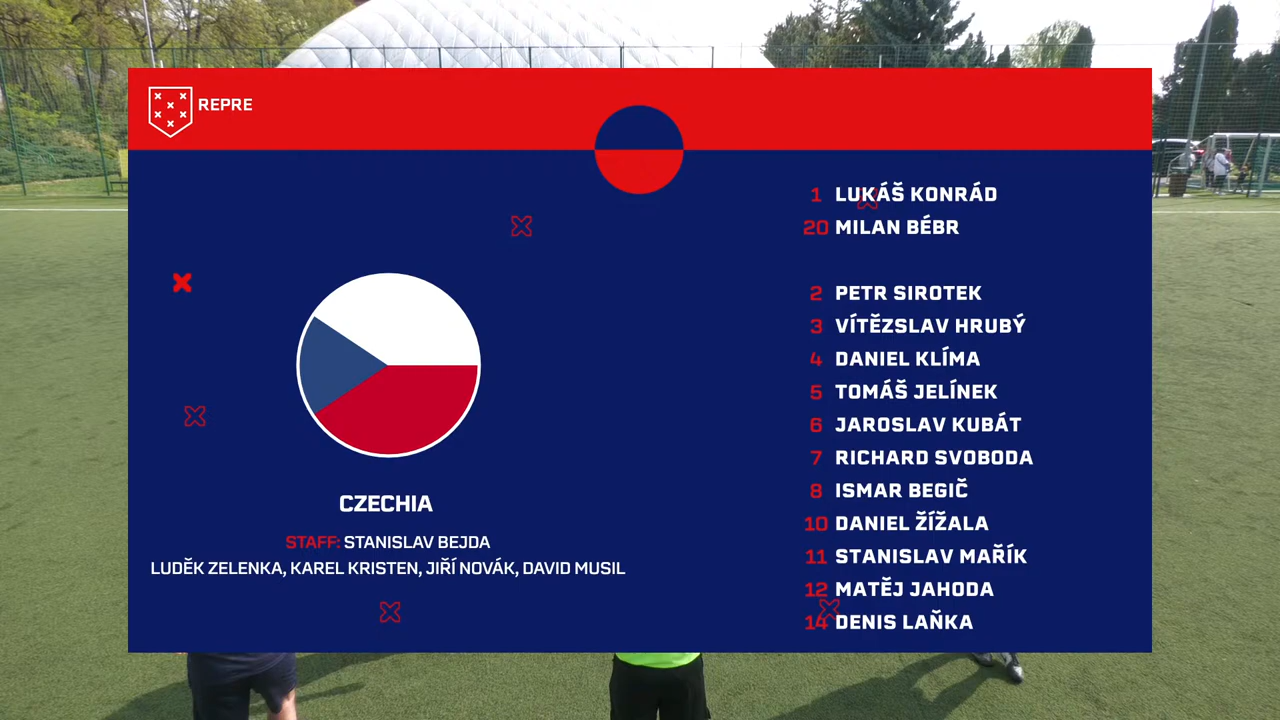 REPRE
CZECHIA
STAFF: STANISLAV BEJDA
LUDĚK ZELENKA, KAREL KRISTEN, JIŘÍ NOVÁK, DAVID MUSIL
1 LUKÁŠ KONRÁD
20 MILAN BÉBR
2 PETR SIROTEK
3 VÍTĚZSLAV HRUBÝ
4 DANIEL KLÍMA
5 TOMÁŠ JELÍNEK
6 JAROSLAV KUBÁT
7 RICHARD SVOBODA
8 ISMAR BEGIČ
10 DANIEL ŽÍŽALA
11 STANISLAV MAŘÍK
12 MATĚJ JAHODA
14 DENIS LAŇKA